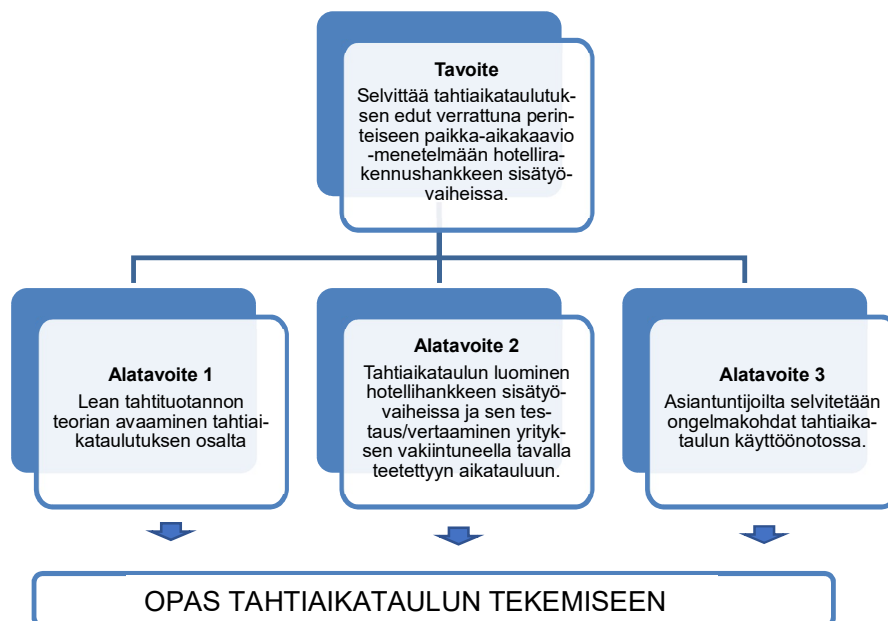 Tavoite
Selvittää tahtiaikataulutuk-
sen edut verrattuna perin-
teiseen paikka-aikakaavio
-menetelmään hotellira-
kennushankkeen sisätyö-
vaiheissa.
Alatavoite 1
Lean tahtituotannon
teorian avaaminen tahtiai-
kataulutuksen osalta
Alatavoite 2
Tahtiaikataulun luominen
hotellihankkeen sisätyö-
vaiheissa ja sen tes-
taus/vertaaminen yrityk-
sen vakiintuneella tavalla
teetettyyn aikatauluun.
Alatavoite 3
Asiantuntijoilta selvitetään
ongelmakohdat tahtiaika-
taulun käyttöönotossa.
OPAS TAHTIAIKATAULUN TEKEMISEEN